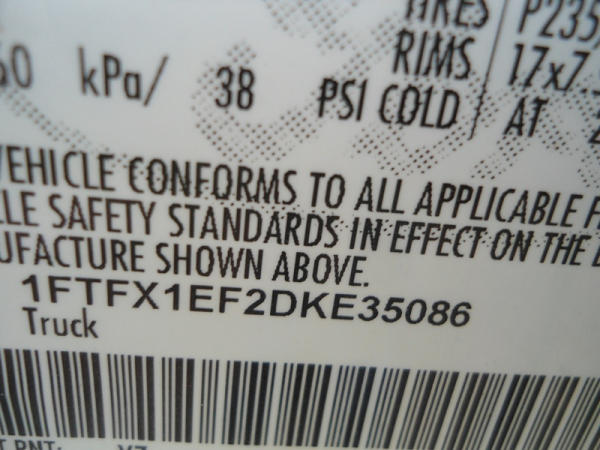 TIRES P235
RIMS 17x7.
kPa/ 38 PSI COLD AT 2
VEHICLE CONFORMS TO ALL APPLICABLE F
LE SAFETY STANDARDS IN EFFECT ON THE
UFACTURE SHOWN ABOVE.
1FTFX1EF2DKE35086
Truck